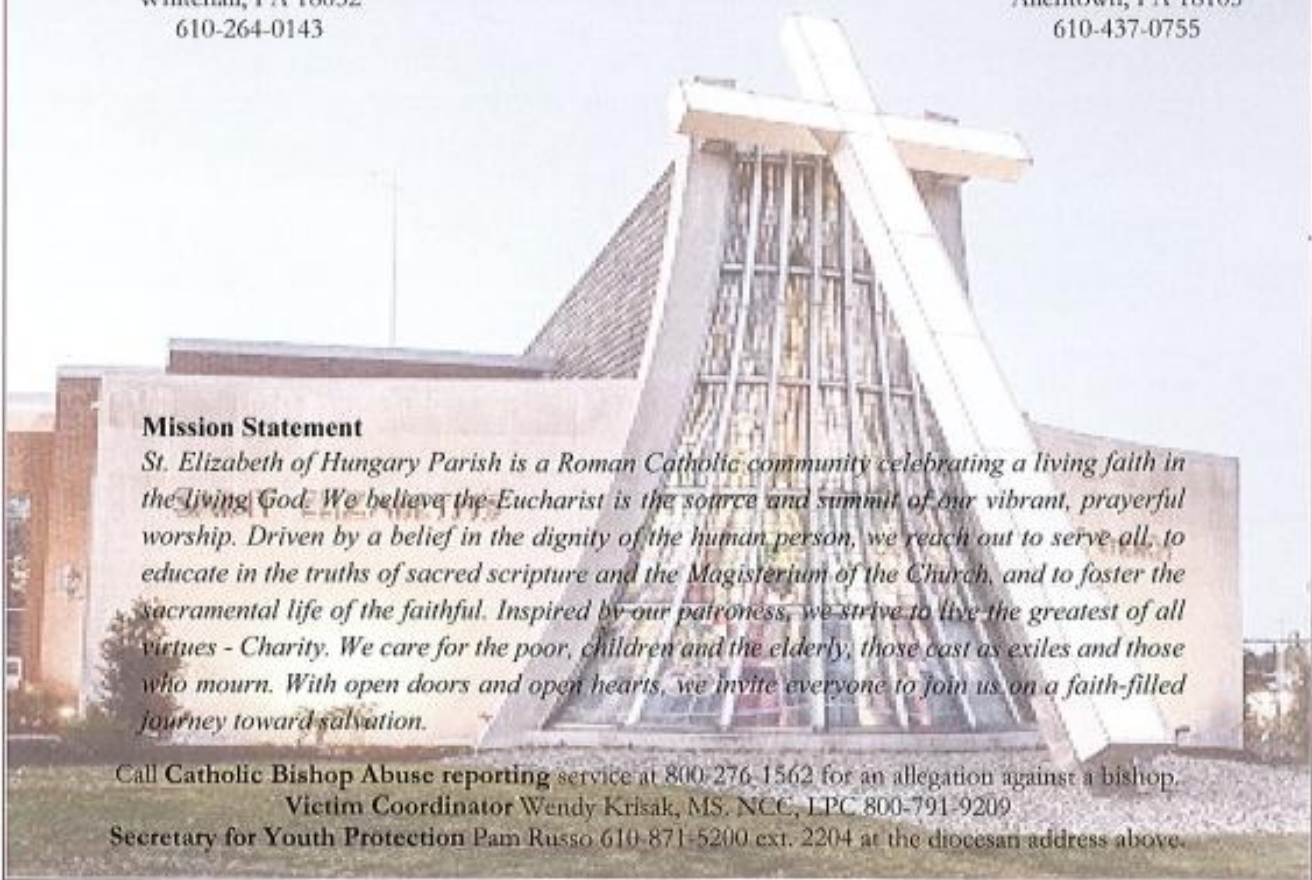 Whitehall, PA 18052
Allentown, PA 18103
610-264-0143
610-437-0755
Mission Statement
St. Elizabeth of Hungary Parish is a Roman Catholic community celebrating a living faith in
the living God. We believe the Eucharist is the source and summit of our vibrant, prayerful
worship. Driven by a belief in the dignity of the human person, we reach out to serve all, to
educate in the truths of sacred scripture and the Magisterium of the Church, and to foster the
sacramental life of the faithful. Inspired by our patroness, we strive to live the greatest of all
virtues - Charity. We care for the poor, children and the elderly, those cast as exiles and those
who mourn. With open doors and open hearts, we invite everyone to join us on a faith-filled
journey toward salvation.
Call Catholic Bishop Abuse reporting service at 800-276-1562 for an allegation against a bishop.
Victim Coordinator Wendy Krisak, MS. NCC, LPC 800-791-9209
Secretary for Youth Protection Pam Russo 610-871-5200 ext. 2204 at the diocesan address above.